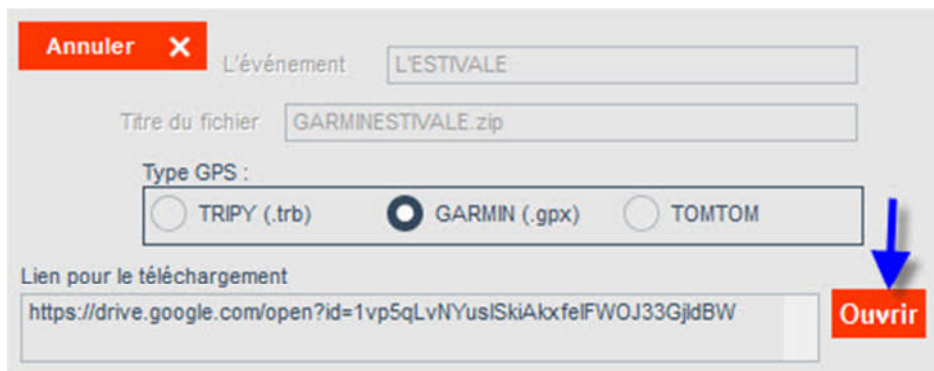 Annuler ✕
L'événement L'ESTIVALE
Titre du fichier GARMINESTIVALE.zip
Type GPS :
TRIPY (.trb) GARMIN (.gpx) TOMTOM
Lien pour le téléchargement
https://drive.google.com/open?id=1vp5qLvNYuslSkiAkxfelFWOJ33GjldBW
Ouvrir